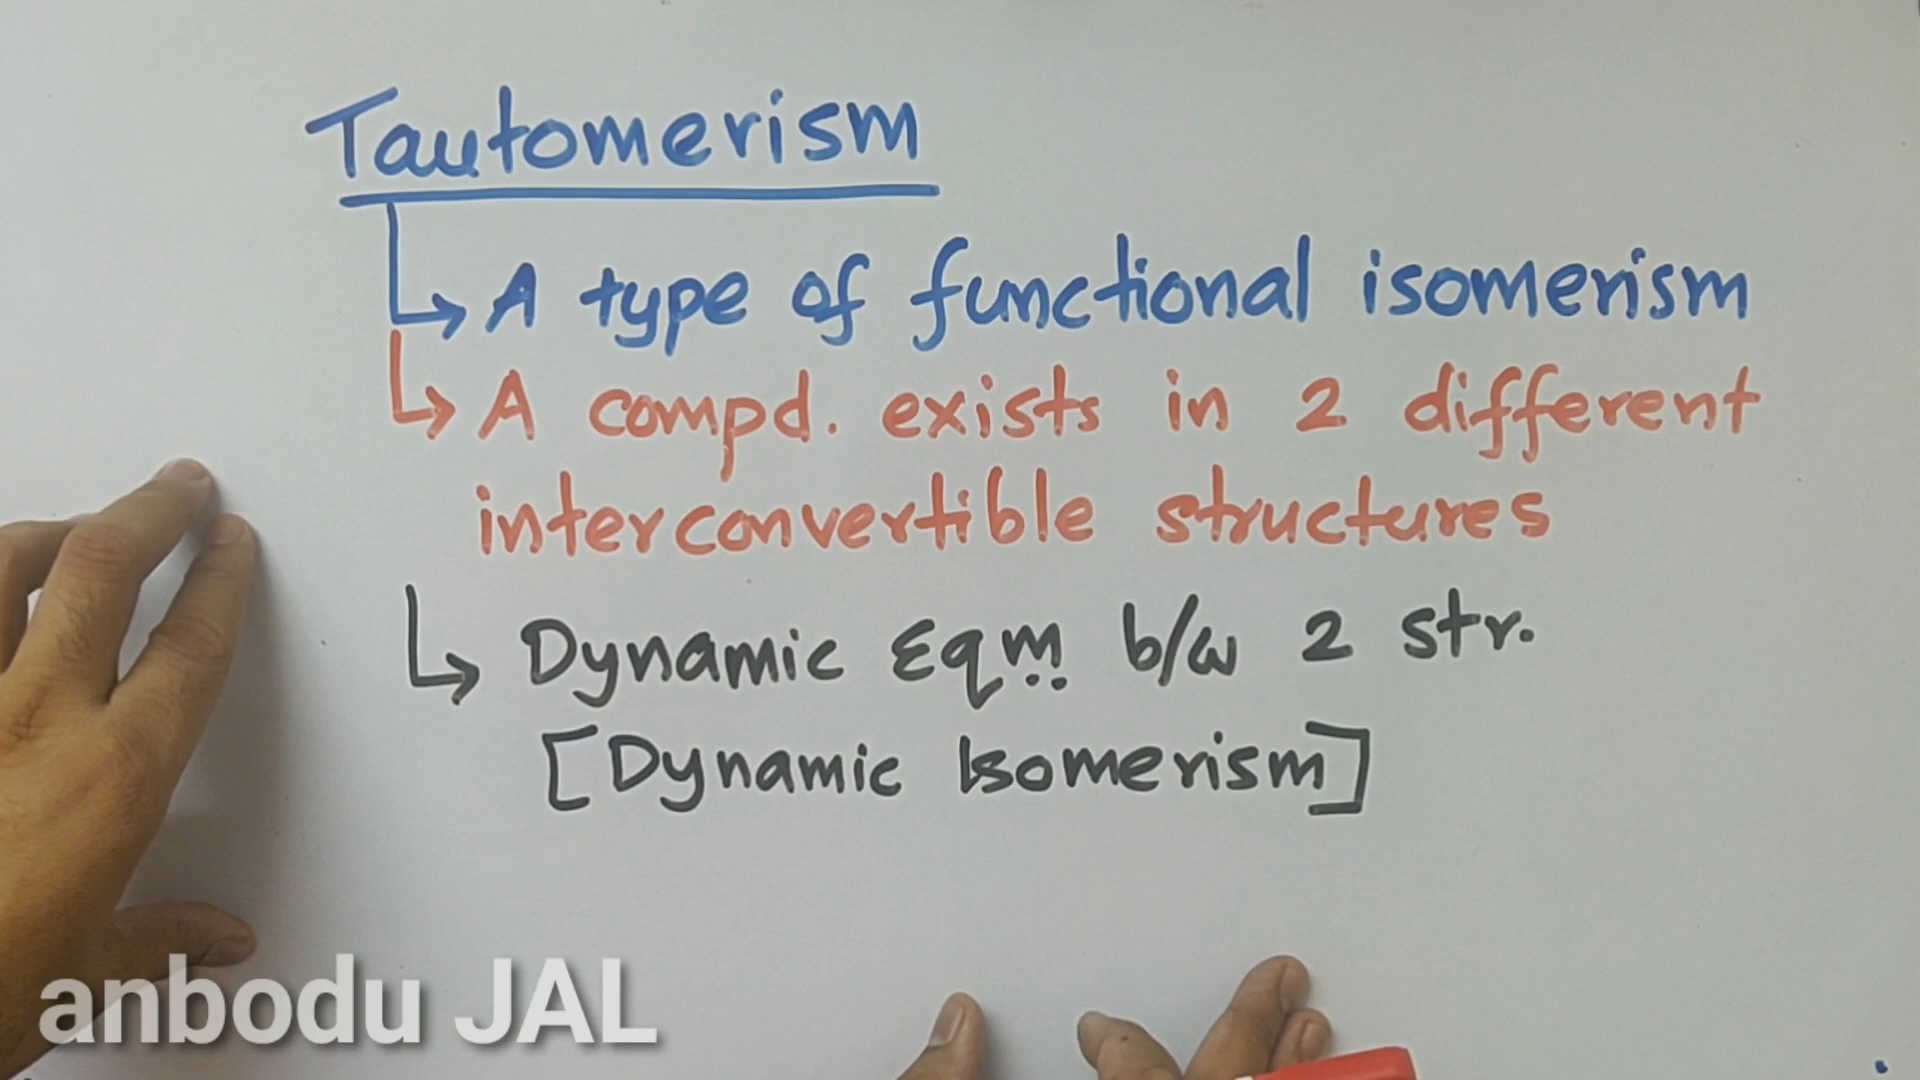 Tautomerism
A type of functional isomerism
A compd. exists in 2 different
interconvertible structures
Dynamic Eqm b/w 2 str.
[Dynamic Isomerism]
anbodu JAL